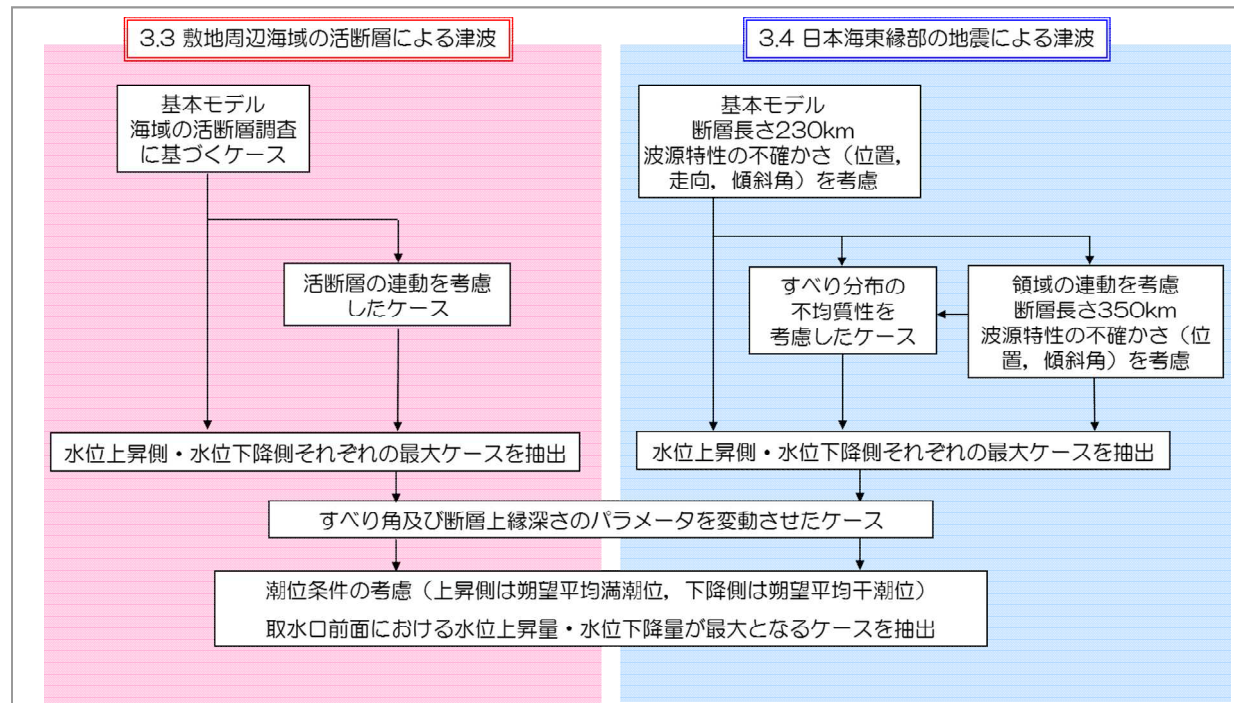 3.3 敷地周辺海域の活断層による津波
基本モデル
海域の活断層調査
に基づくケース
活断層の連動を考慮
したケース
水位上昇側・水位下降側それぞれの最大ケースを抽出
3.4 日本海東縁部の地震による津波
基本モデル
断層長さ230km
波源特性の不確かさ（位置，
走向，傾斜角）を考慮
すべり分布の
不均質性を
考慮したケース
領域の連動を考慮
断層長さ350km
波源特性の不確かさ（位
置，傾斜角）を考慮
水位上昇側・水位下降側それぞれの最大ケースを抽出
すべり角及び断層上縁深さのパラメータを変動させたケース
潮位条件の考慮（上昇側は朔望平均満潮位，下降側は朔望平均干潮位）
取水口前面における水位上昇量・水位下降量が最大となるケースを抽出